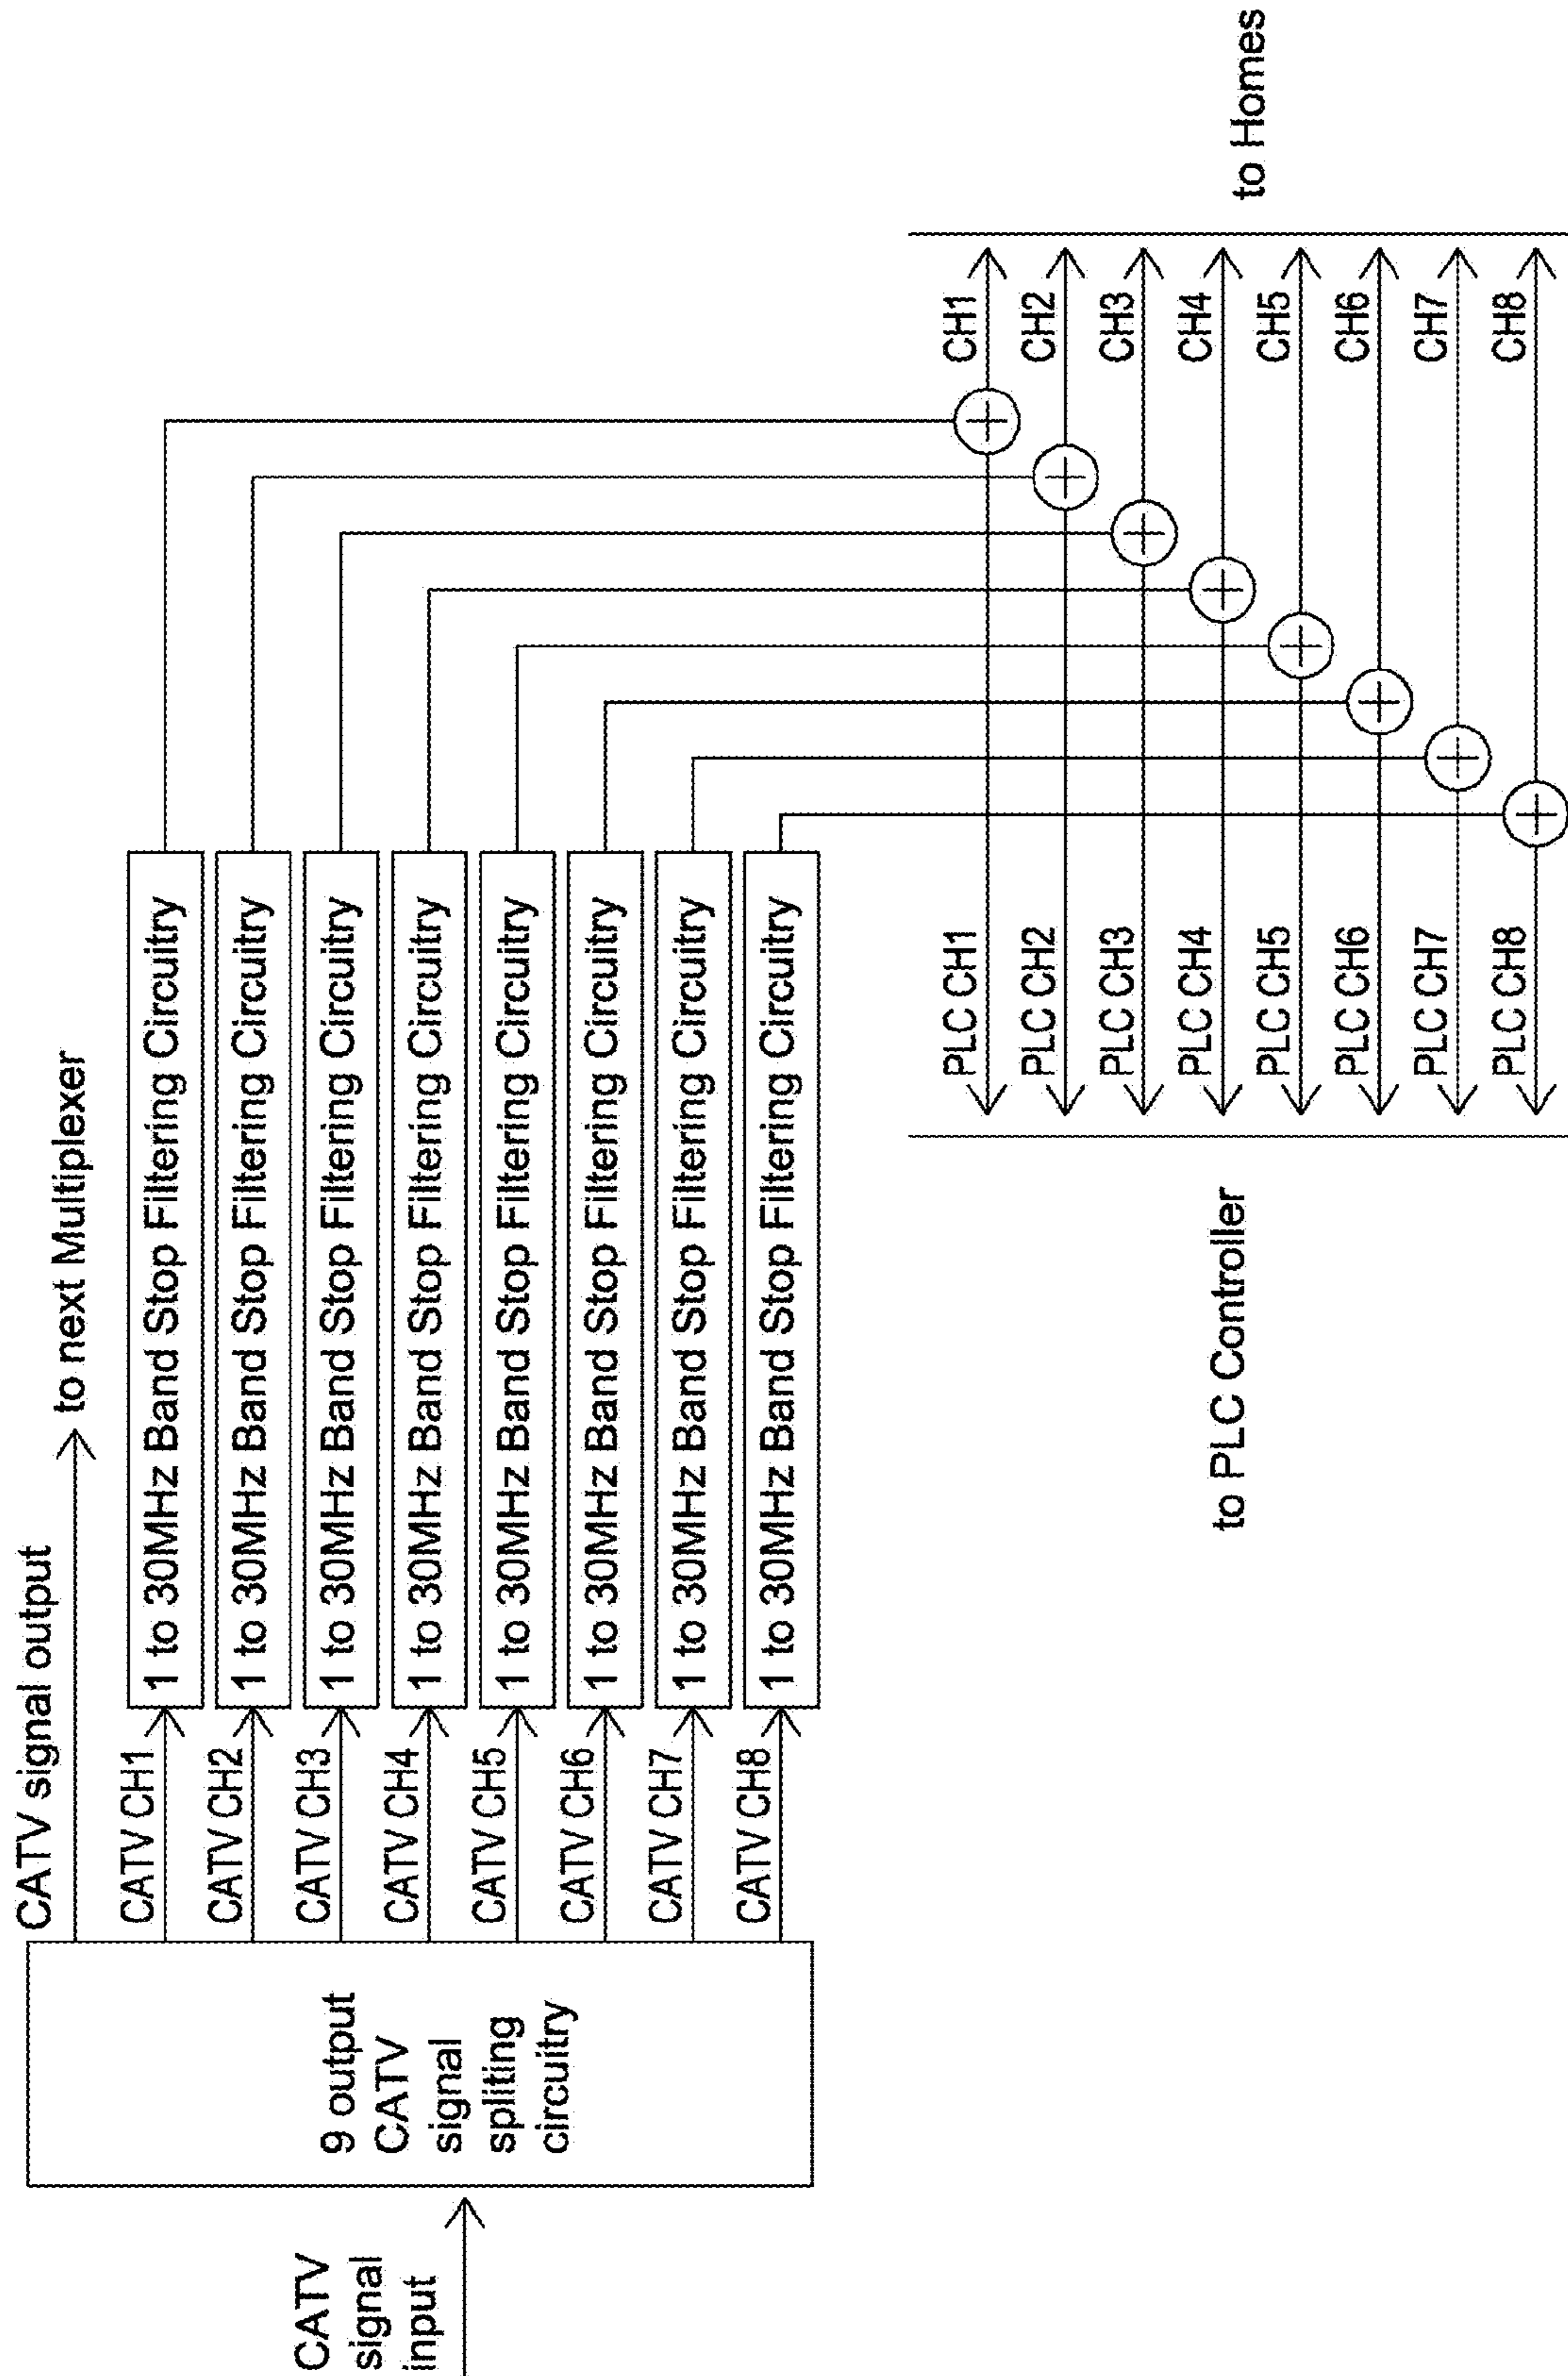 CATV signal output
to next Multiplexer
CATV
signal
input
9 output
CATV
signal
spliting
circuitry
CATV CH1
1 to 30MHz Band Stop Filtering Circuitry
CATV CH2
1 to 30MHz Band Stop Filtering Circuitry
CATV CH3
1 to 30MHz Band Stop Filtering Circuitry
CATV CH4
1 to 30MHz Band Stop Filtering Circuitry
CATV CH5
1 to 30MHz Band Stop Filtering Circuitry
CATV CH6
1 to 30MHz Band Stop Filtering Circuitry
CATV CH7
1 to 30MHz Band Stop Filtering Circuitry
CATV CH8
1 to 30MHz Band Stop Filtering Circuitry
to PLC Controller
PLC CH1
CH1
PLC CH2
CH2
PLC CH3
CH3
PLC CH4
CH4
PLC CH5
CH5
PLC CH6
CH6
PLC CH7
CH7
PLC CH8
CH8
to Homes